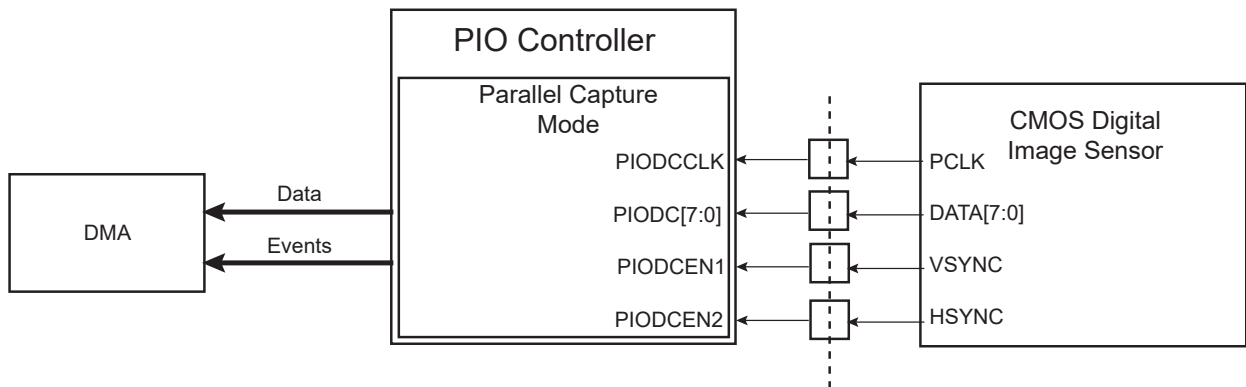 PIO Controller
Parallel Capture
Mode
CMOS Digital
Image Sensor
PIODCCLK
PCLK
Data
PIODC[7:0]
DATA[7:0]
DMA
Events
PIODCEN1
VSYNC
PIODCEN2
HSYNC